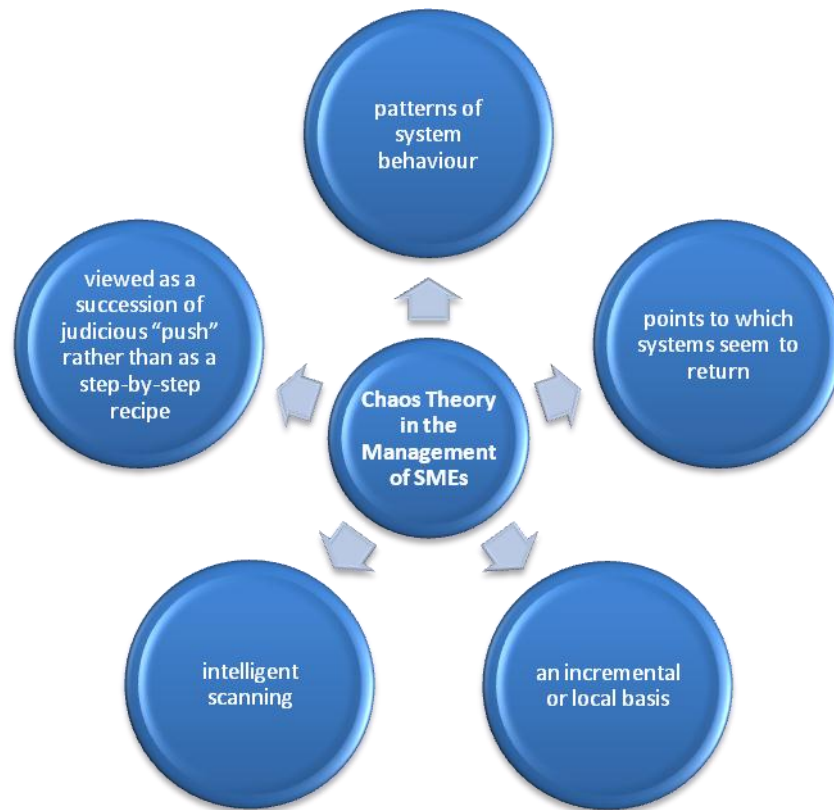 patterns of
system
behaviour
viewed as a
succession of
judicious “push”
rather than as a
step-by-step
recipe
points to which
systems seem to
return
Chaos Theory
in the
Management
of SMEs
intelligent
scanning
an incremental
or local basis